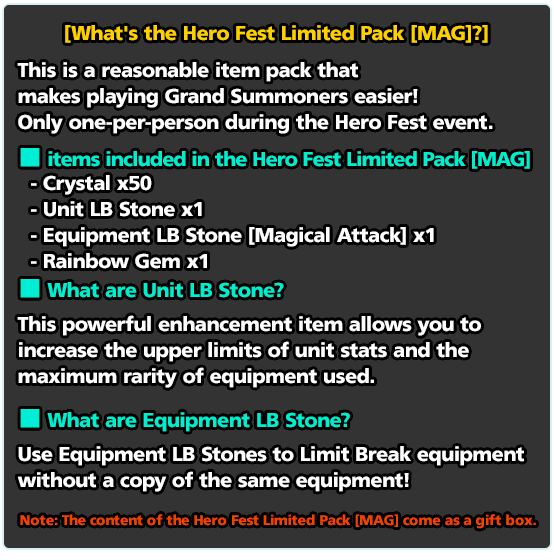 [What's the Hero Fest Limited Pack [MAG]?]
This is a reasonable item pack that
makes playing Grand Summoners easier!
Only one-per-person during the Hero Fest event.
■ items included in the Hero Fest Limited Pack [MAG]
- Crystal x50
- Unit LB Stone x1
- Equipment LB Stone [Magical Attack] x1
- Rainbow Gem x1
■ What are Unit LB Stone?
This powerful enhancement item allows you to
increase the upper limits of unit stats and the
maximum rarity of equipment used.
■ What are Equipment LB Stone?
Use Equipment LB Stones to Limit Break equipment
without a copy of the same equipment!
Note: The content of the Hero Fest Limited Pack [MAG] come as a gift box.